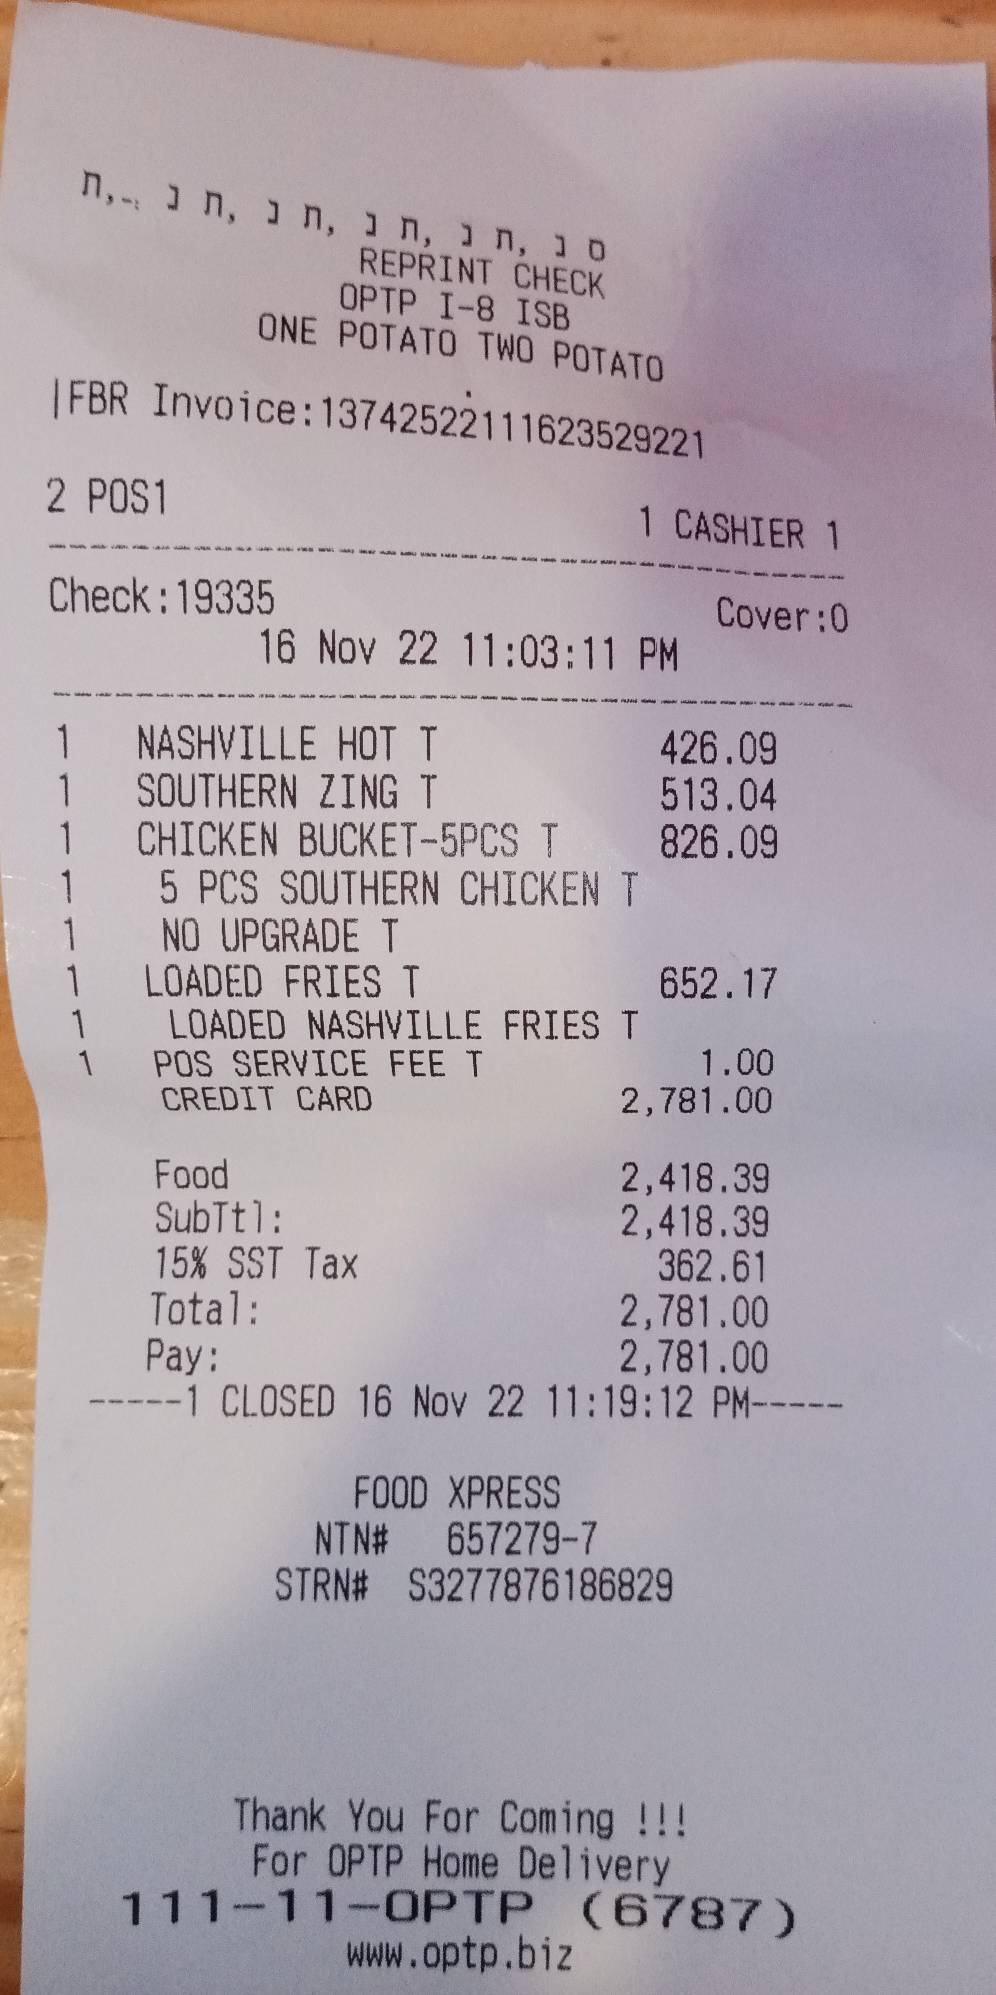 REPRINT CHECK
OPTP I-8 ISB
ONE POTATO TWO POTATO
|FBR Invoice:137425221111623529221
2 POS1 1 CASHIER 1
Check:19335 Cover:0
16 Nov 22 11:03:11 PM
1 NASHVILLE HOT T 426.09
1 SOUTHERN ZING T 513.04
1 CHICKEN BUCKET-5PCS T 826.09
1 5 PCS SOUTHERN CHICKEN T
1 NO UPGRADE T
1 LOADED FRIES T 652.17
1 LOADED NASHVILLE FRIES T
1 POS SERVICE FEE T 1.00
CREDIT CARD 2,781.00
Food 2,418.39
SubTtl: 2,418.39
15% SST Tax 362.61
Total: 2,781.00
Pay: 2,781.00
-----1 CLOSED 16 Nov 22 11:19:12 PM-----
FOOD XPRESS
NTN# 657279-7
STRN# S3277876186829
Thank You For Coming !!!
For OPTP Home Delivery
111-11-OPTP (6787)
www.optp.biz